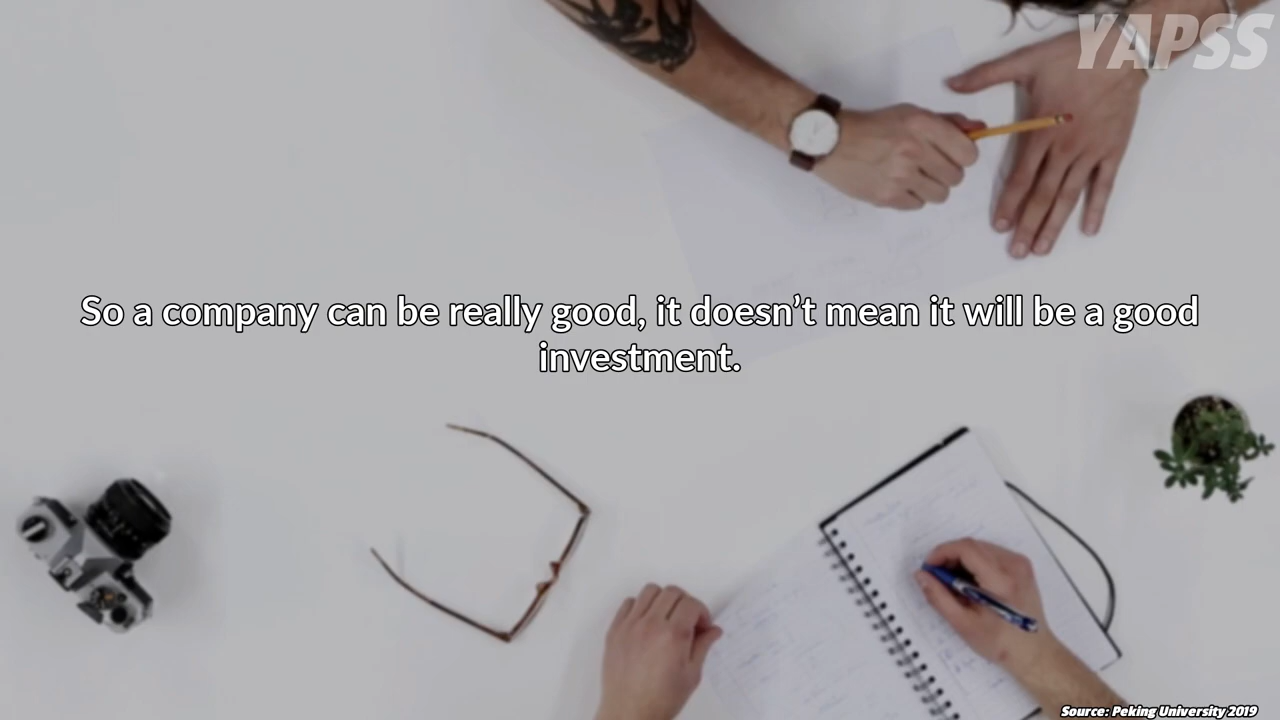 YAPSS
So a company can be really good, it doesn’t mean it will be a good
investment.
Source: Peking University 2019